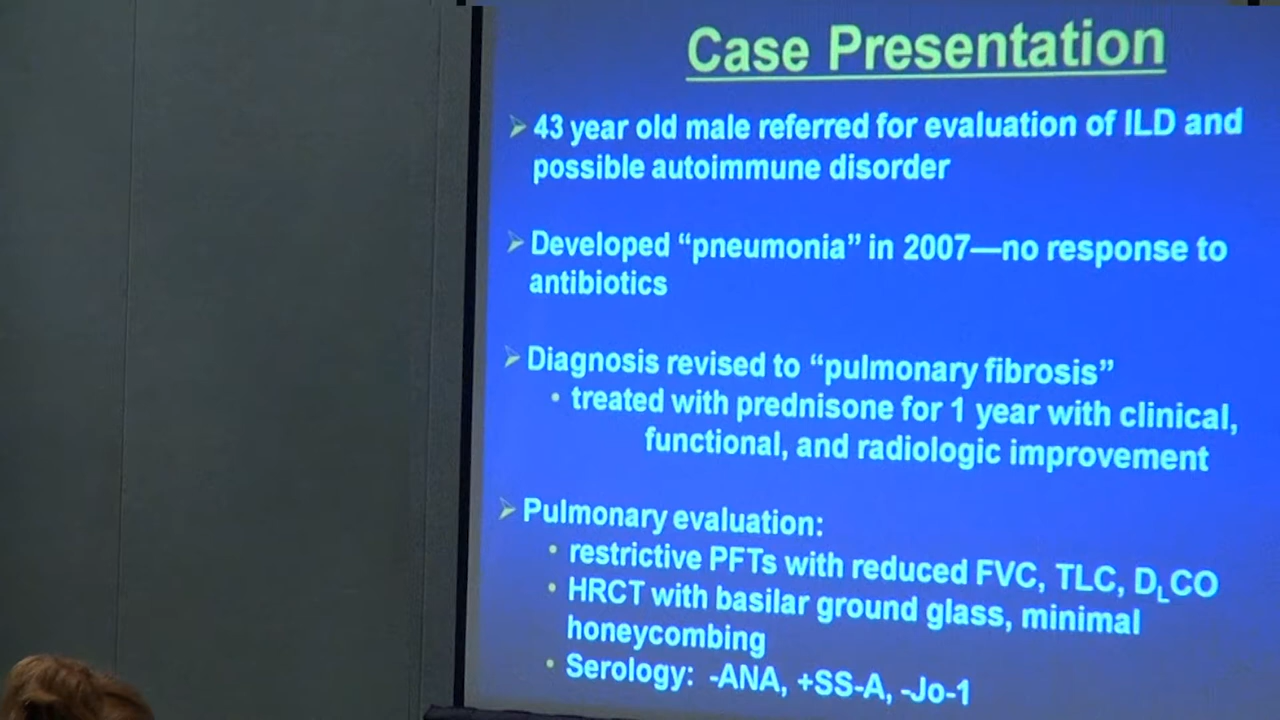 Case Presentation
43 year old male referred for evaluation of ILD and
possible autoimmune disorder
Developed “pneumonia” in 2007—no response to
antibiotics
Diagnosis revised to “pulmonary fibrosis”
• treated with prednisone for 1 year with clinical,
functional, and radiologic improvement
Pulmonary evaluation:
• restrictive PFTs with reduced FVC, TLC, DLCO
• HRCT with basilar ground glass, minimal
honeycombing
• Serology: -ANA, +SS-A, -Jo-1